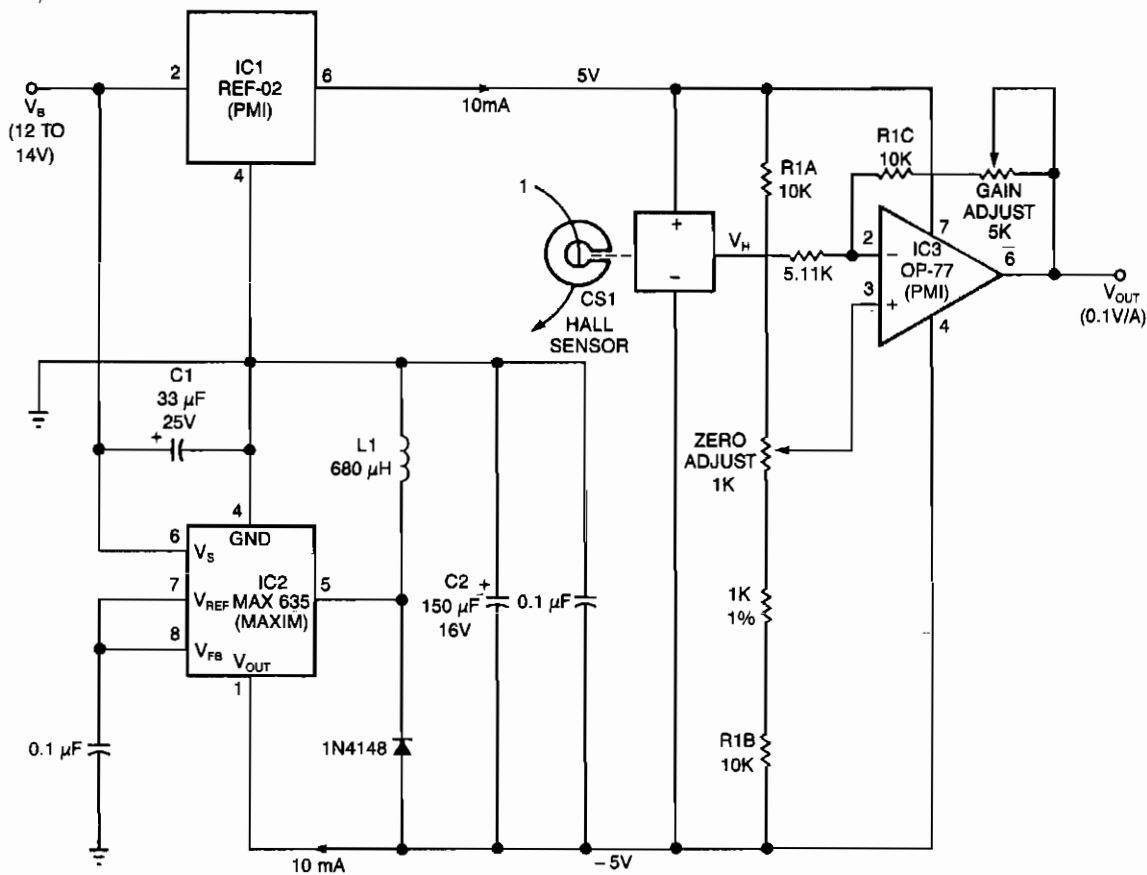 IC1
REF-02
(PMI)
2
6
4
V_B
(12 TO
14V)
10mA
5V
R1A
10K
R1C
10K
GAIN
ADJUST
5K
1
CS1
HALL
SENSOR
+
−
V_H
5.11K
2
3
7
6
4
−
+
IC3
OP-77
(PMI)
V_OUT
(0.1V/A)
C1
33 µF
25V
+
L1
680 µH
ZERO
ADJUST
1K
4
GND
6
V_S
7
V_REF
8
V_FB
V_OUT
1
IC2
MAX 635
(MAXIM)
5
C2
150 µF
16V
+
0.1 µF
1K
1%
0.1 µF
1N4148
R1B
10K
10 mA
−5V